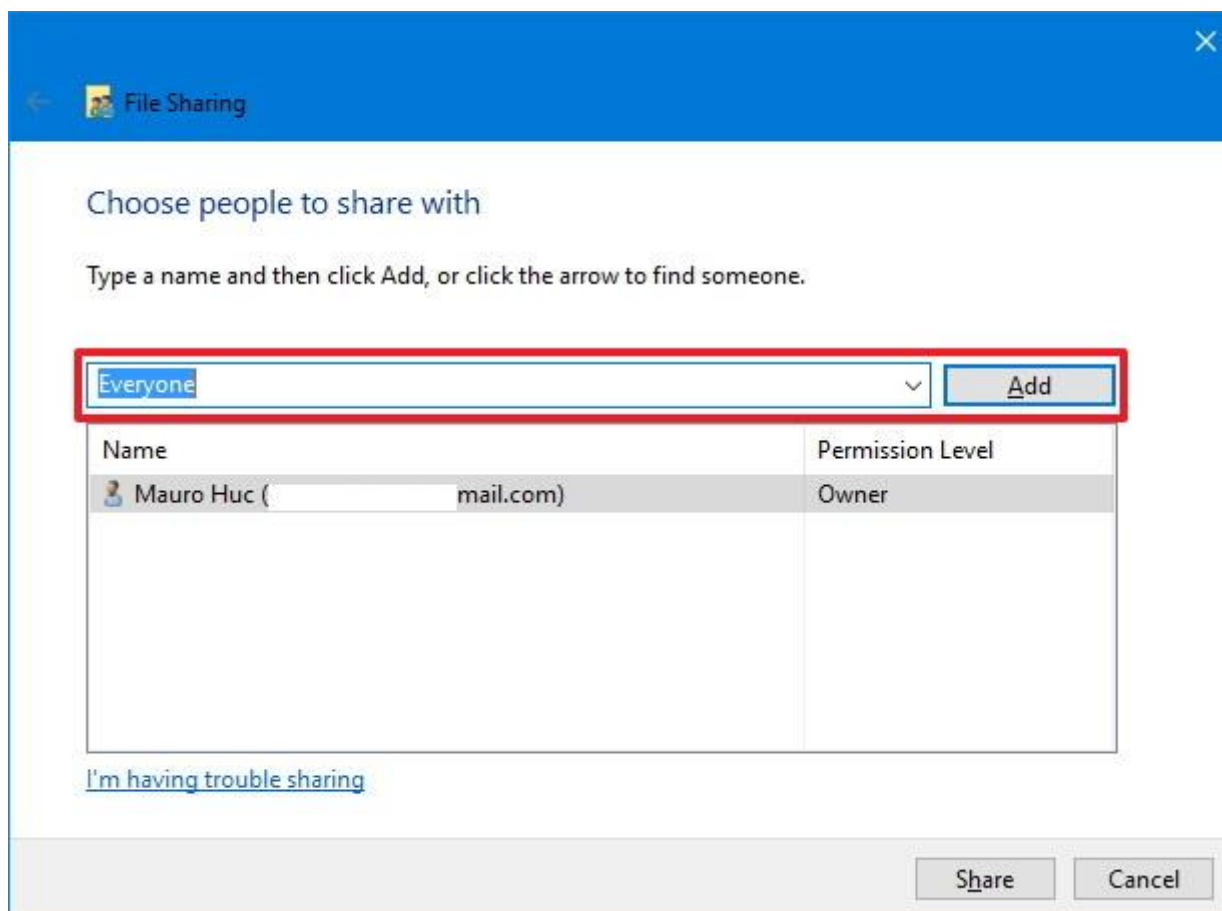 File Sharing
Choose people to share with
Type a name and then click Add, or click the arrow to find someone.
Everyone Add
Name Permission Level
Mauro Huc ( mail.com) Owner
I'm having trouble sharing
Share Cancel